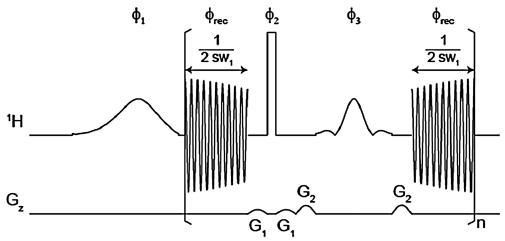 ϕ₁ ϕrec ϕ₂ ϕ₃ ϕrec
1/2 sw₁ 1/2 sw₁
¹H
Gz G₁ G₁ G₂ G₂ n